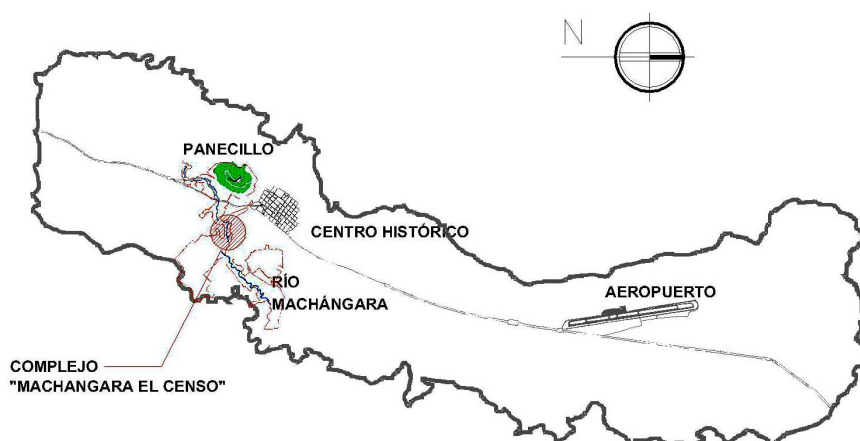 N
PANECILLO
CENTRO HISTÓRICO
RÍO
MACHÁNGARA
AEROPUERTO
COMPLEJO
"MACHANGARA EL CENSO"